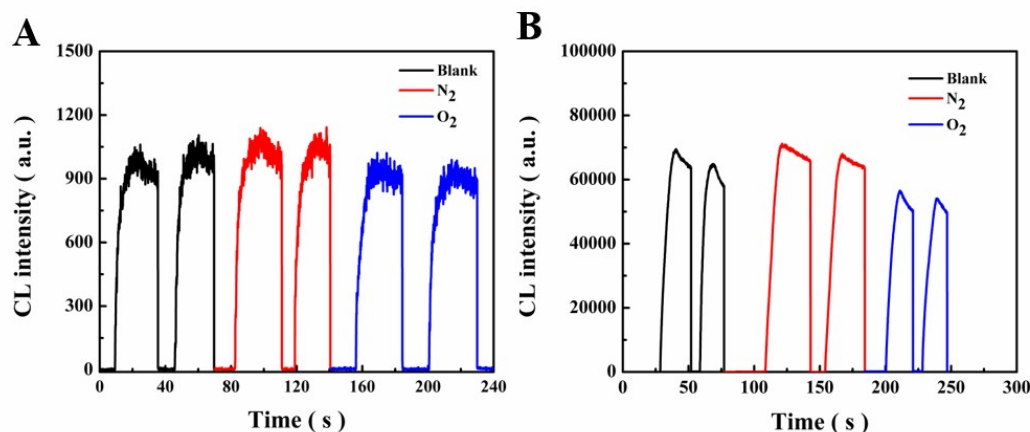 A
1500
1200
900
600
300
0
0 40 80 120 160 200 240
CL intensity ( a.u. )
Time ( s )
Blank
N2
O2
B
100000
80000
60000
40000
20000
0
0 50 100 150 200 250 300
CL intensity ( a.u. )
Time ( s )
Blank
N2
O2